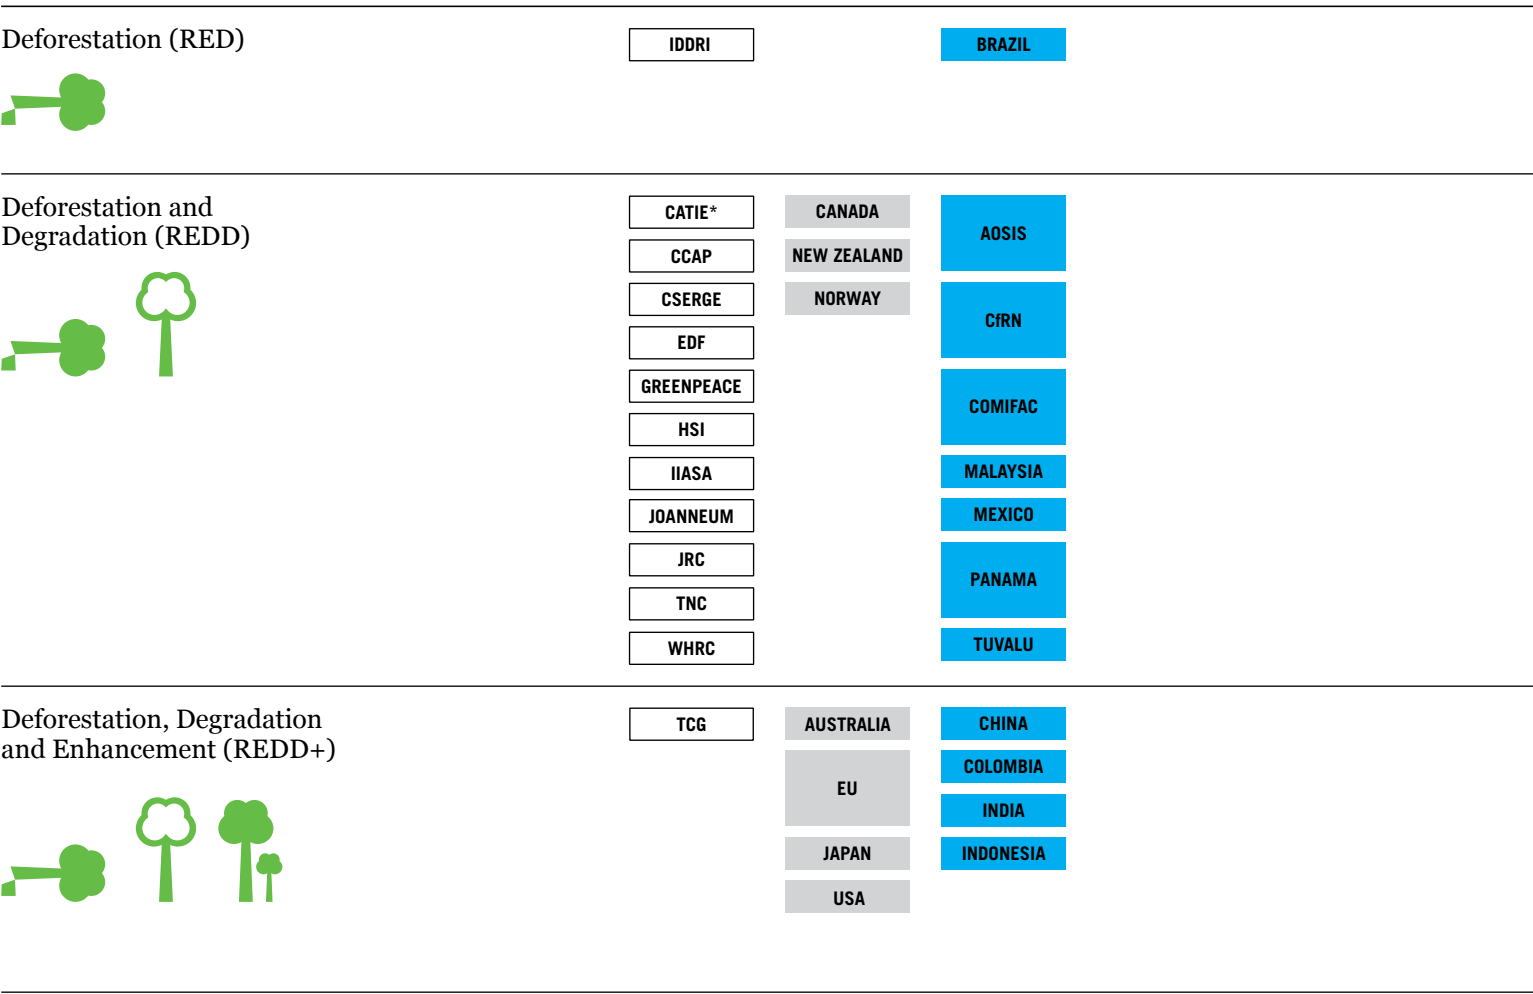 Deforestation (RED)
IDDRI
BRAZIL
Deforestation and
Degradation (REDD)
CATIE*
CCAP
CSERGE
EDF
GREENPEACE
HSI
IIASA
JOANNEUM
JRC
TNC
WHRC
CANADA
NEW ZEALAND
NORWAY
AOSIS
CfRN
COMIFAC
MALAYSIA
MEXICO
PANAMA
TUVALU
Deforestation, Degradation
and Enhancement (REDD+)
TCG
AUSTRALIA
EU
JAPAN
USA
CHINA
COLOMBIA
INDIA
INDONESIA